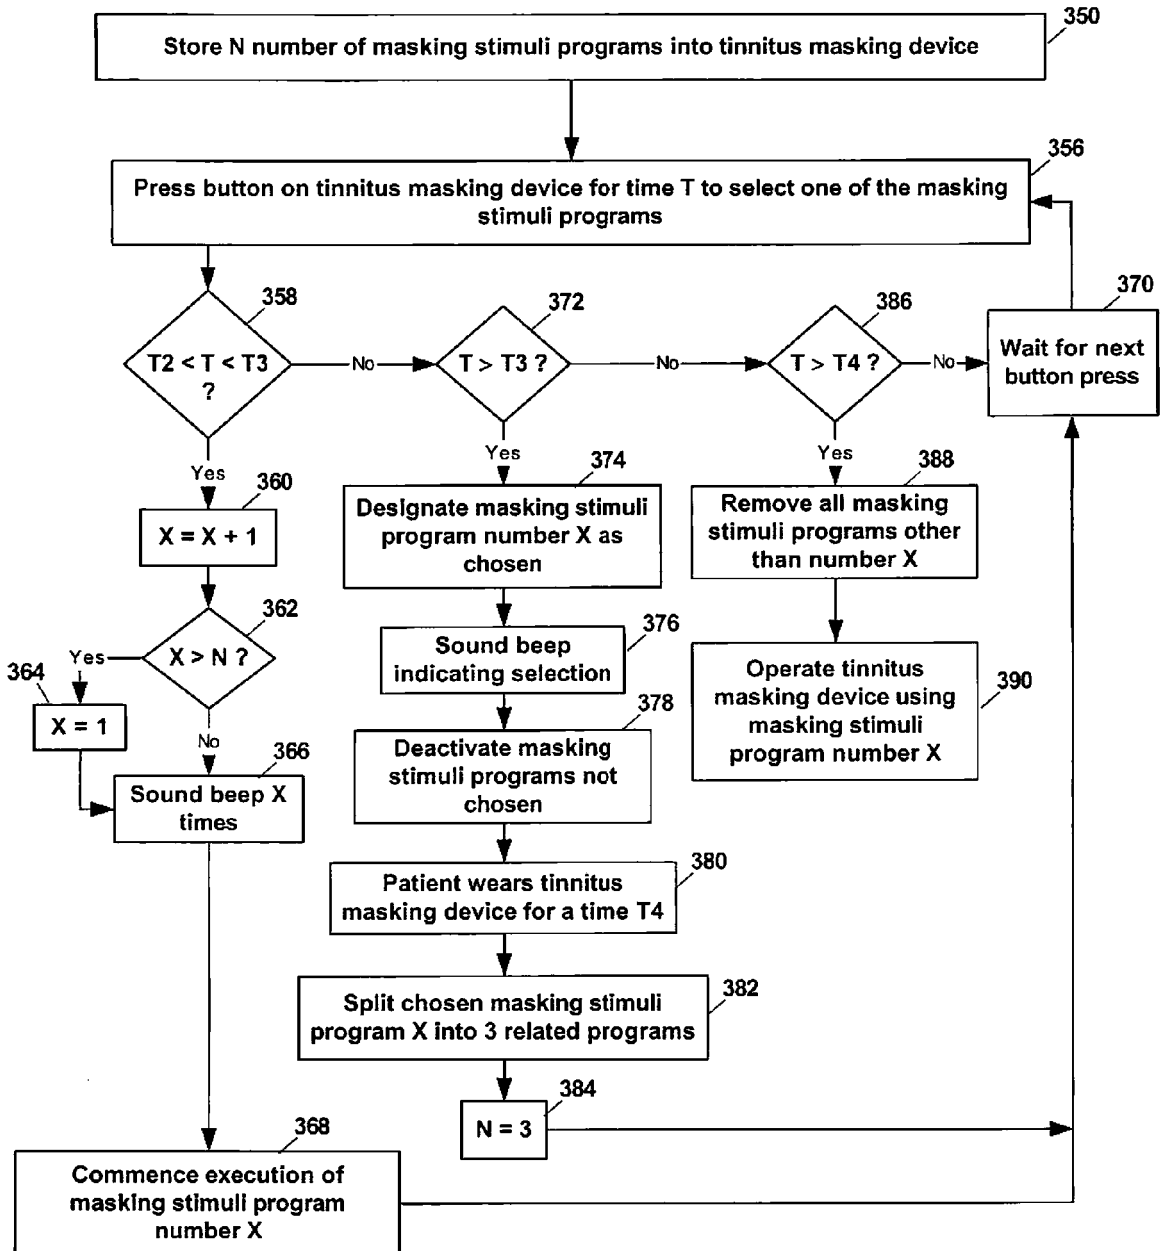 350
Store N number of masking stimuli programs into tinnitus masking device
356
Press button on tinnitus masking device for time T to select one of the masking
stimuli programs
358
T2 < T < T3
?
No
Yes
372
T > T3 ?
No
Yes
386
T > T4 ?
No
Yes
370
Wait for next
button press
360
X = X + 1
362
X > N ?
Yes
No
364
X = 1
366
Sound beep X
times
368
Commence execution of
masking stimuli program
number X
374
Designate masking stimuli
program number X as
chosen
376
Sound beep
indicating selection
378
Deactivate masking
stimuli programs not
chosen
380
Patient wears tinnitus
masking device for a time T4
382
Split chosen masking stimuli
program X into 3 related programs
384
N = 3
388
Remove all masking
stimuli programs other
than number X
390
Operate tinnitus
masking device using
masking stimuli
program number X